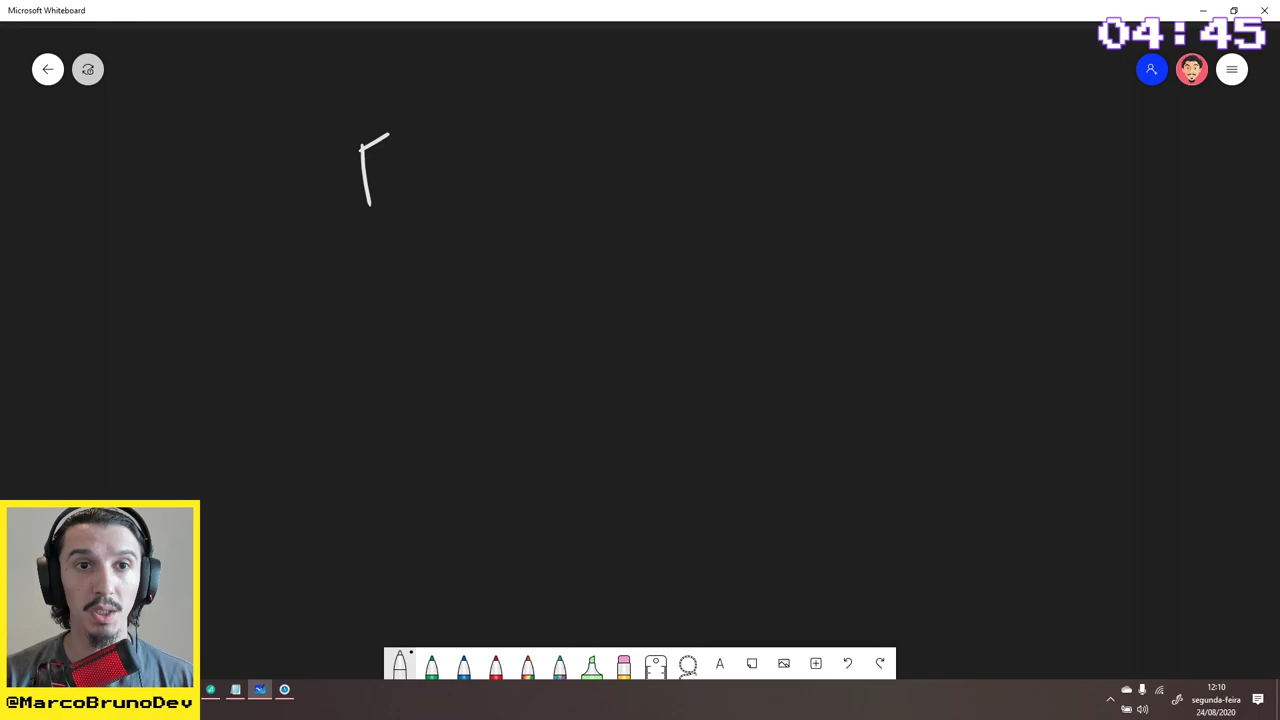 Microsoft Whiteboard
04:45
A
12:10
segunda-feira
24/08/2020
@MarcoBrunoDev